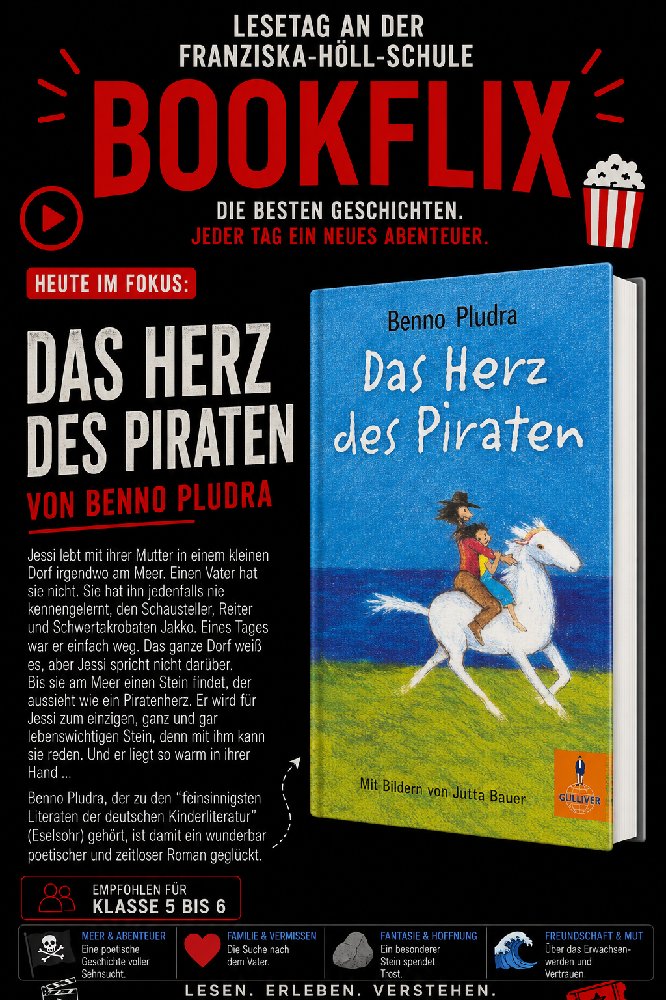 LESETAG AN DER
FRANZISKA-HÖLL-SCHULE
BOOKFLIX
DIE BESTEN GESCHICHTEN.
JEDER TAG EIN NEUES ABENTEUER.
HEUTE IM FOKUS:
DAS HERZ
DES PIRATEN
VON BENNO PLUDRA
Jessi lebt mit ihrer Mutter in einem kleinen
Dorf irgendwo am Meer. Einen Vater hat
sie nicht. Sie hat ihn jedenfalls nie
kennengelernt, den Schausteller, Reiter
und Schwertakrobaten Jakko. Eines Tages
war er einfach weg. Das ganze Dorf weiß
es, aber Jessi spricht nicht darüber.
Bis sie am Meer einen Stein findet, der
aussieht wie ein Piratenherz. Er wird für
Jessi zum einzigen, ganz und gar
lebenswichtigen Stein, denn mit ihm kann
sie reden. Und er liegt so warm in ihrer
Hand ...
Benno Pludra, der zu den “feinsinnigsten
Literaten der deutschen Kinderliteratur”
(Eselsohr) gehört, ist damit ein wunderbar
poetischer und zeitloser Roman geglückt.
Benno Pludra
Das Herz
des Piraten
Mit Bildern von Jutta Bauer
GULLIVER
EMPFOHLEN FÜR
KLASSE 5 BIS 6
MEER & ABENTEUER
Eine poetische
Geschichte voller
Sehnsucht.
FAMILIE & VERMISSEN
Die Suche nach
dem Vater.
FANTASIE & HOFFNUNG
Ein besonderer
Stein spendet
Trost.
FREUNDSCHAFT & MUT
Über das Erwachsen-
werden und
Vertrauen.
LESEN. ERLEBEN. VERSTEHEN.